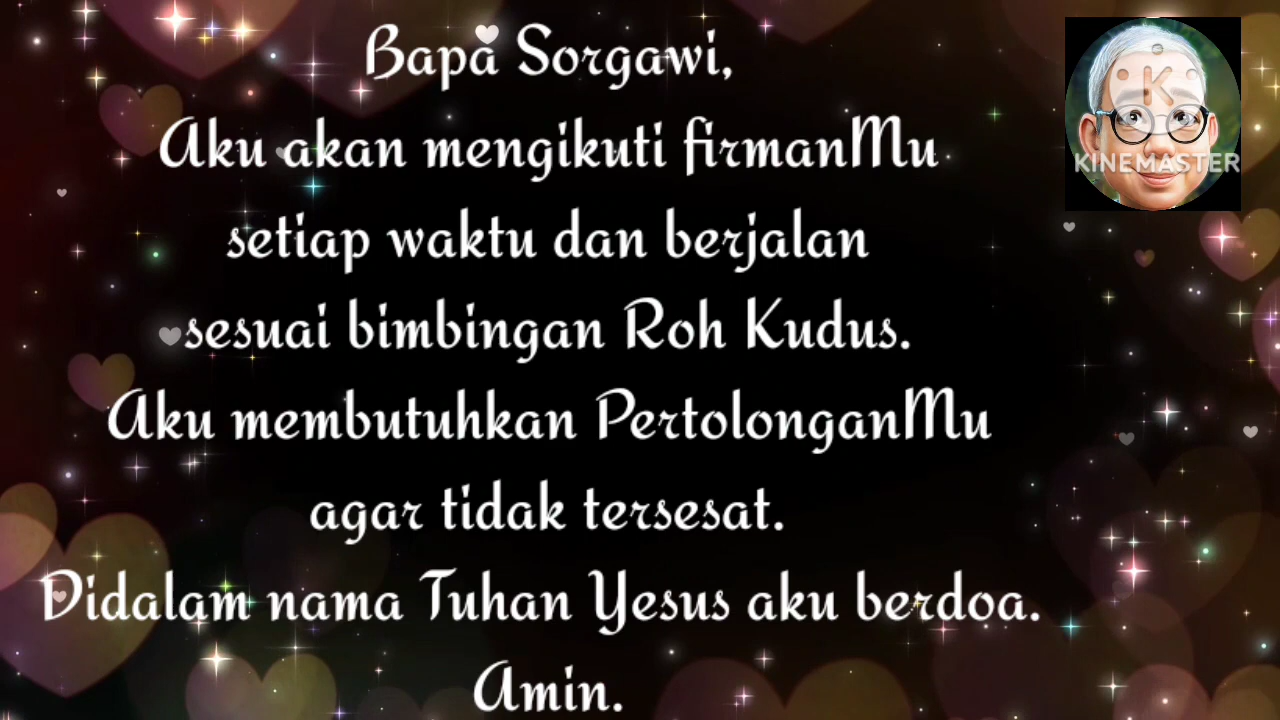 Bapa Sorgawi,
Aku akan mengikuti firmanMu
setiap waktu dan berjalan
sesuai bimbingan Roh Kudus.
Aku membutuhkan PertolonganMu
agar tidak tersesat.
Didalam nama Tuhan Yesus aku berdoa.
Amin.
K
KINEMASTER